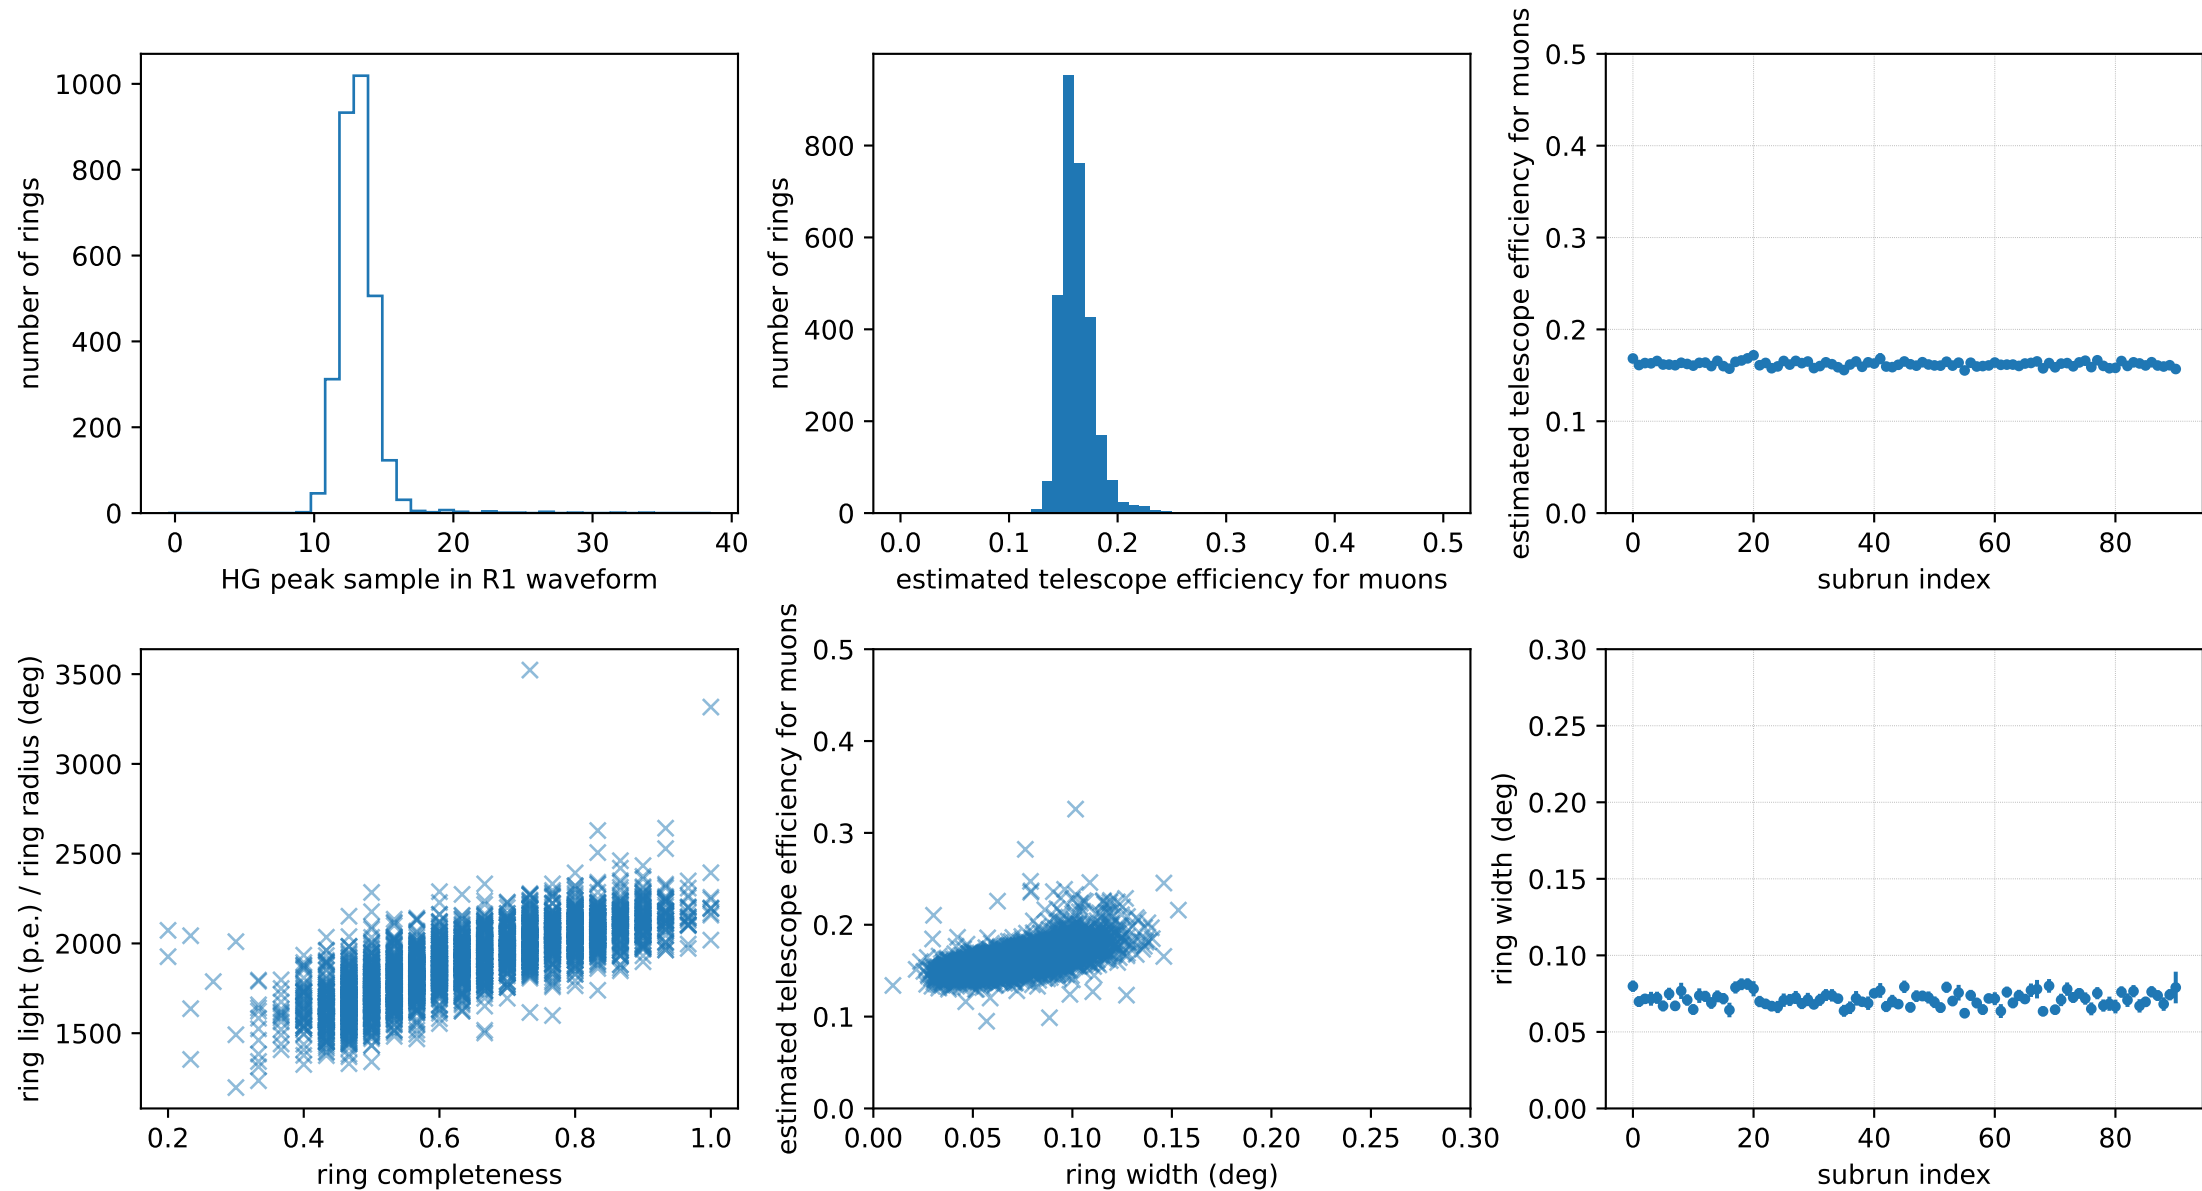 1000
800
600
400
200
0
number of rings
0 10 20 30 40
HG peak sample in R1 waveform
800
600
400
200
0
number of rings
0.0 0.1 0.2 0.3 0.4 0.5
estimated telescope efficiency for muons
0.5
0.4
0.3
0.2
0.1
0.0
estimated telescope efficiency for muons
0 20 40 60 80
subrun index
3500
3000
2500
2000
1500
ring light (p.e.) / ring radius (deg)
0.2 0.4 0.6 0.8 1.0
ring completeness
0.5
0.4
0.3
0.2
0.1
0.0
estimated telescope efficiency for muons
0.00 0.05 0.10 0.15 0.20 0.25 0.30
ring width (deg)
0.30
0.25
0.20
0.15
0.10
0.05
0.00
ring width (deg)
0 20 40 60 80
subrun index